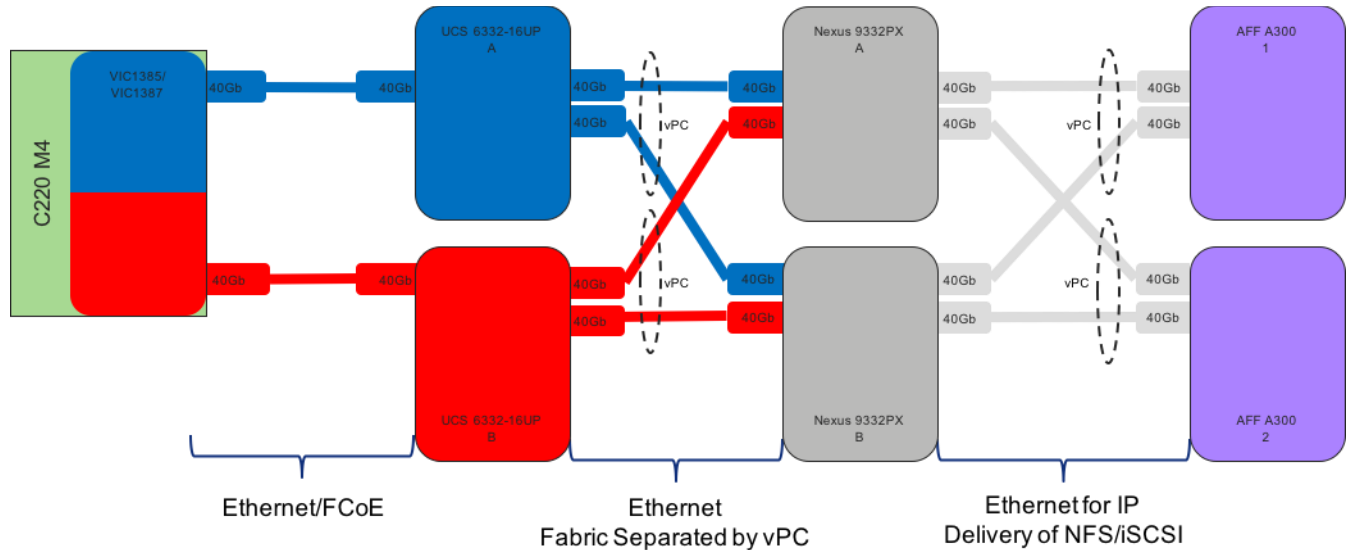 C220 M4
VIC1385/
VIC1387
40Gb
40Gb
40Gb
40Gb
UCS 6332-16UP
A
UCS 6332-16UP
B
40Gb
40Gb
40Gb
40Gb
vPC
vPC
40Gb
40Gb
40Gb
40Gb
Nexus 9332PX
A
Nexus 9332PX
B
40Gb
40Gb
40Gb
40Gb
vPC
vPC
40Gb
40Gb
40Gb
40Gb
AFF A300
1
AFF A300
2
Ethernet/FCoE
Ethernet
Fabric Separated by vPC
Ethernet for IP
Delivery of NFS/iSCSI